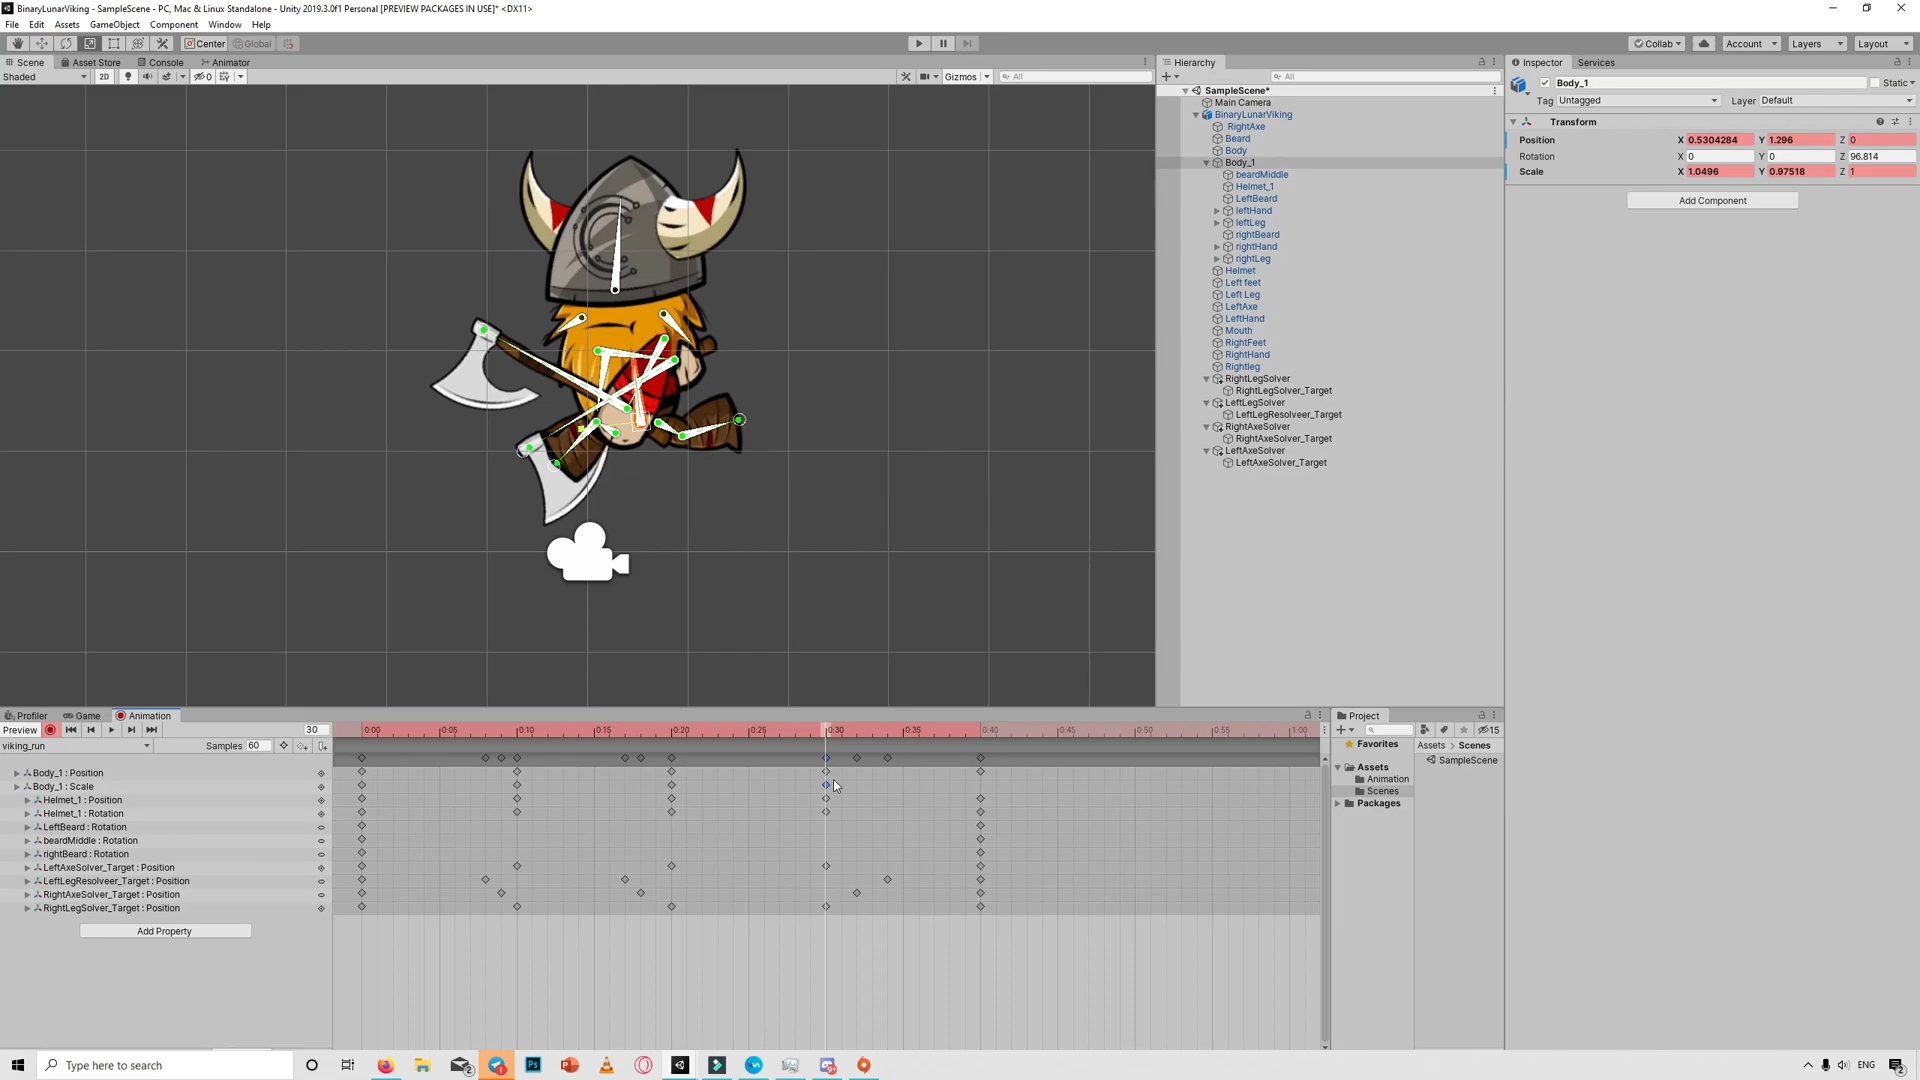 BinaryLunarViking - SampleScene - PC, Mac & Linux Standalone - Unity 2019.3.0f1 Personal [PREVIEW PACKAGES IN USE]* <DX11>
File Edit Assets GameObject Component Window Help
Center Global Collab Account Layers Layout
Scene Asset Store Console Animator
Shaded 2D 0 Gizmos All
Hierarchy
All
SampleScene*
Main Camera
BinaryLunarViking
RightAxe
Beard
Body
Body_1
beardMiddle
Helmet_1
LeftBeard
leftHand
leftLeg
rightBeard
rightHand
rightLeg
Helmet
Left feet
Left Leg
LeftAxe
LeftHand
Mouth
RightFeet
RightHand
Rightleg
RightLegSolver
RightLegSolver_Target
LeftLegSolver
LeftLegResolveer_Target
RightAxeSolver
RightAxeSolver_Target
LeftAxeSolver
LeftAxeSolver_Target
Inspector Services
Body_1 Static
Tag Untagged Layer Default
Transform
Position X 0.5304284 Y 1.296 Z 0
Rotation X 0 Y 0 Z 96.814
Scale X 1.0496 Y 0.97518 Z 1
Add Component
Profiler Game Animation
Preview 30 0:00 0:05 0:10 0:15 0:20 0:25 0:30 0:35 0:40 0:45 0:50 0:55 1:00
viking_run Samples 60
Body_1 : Position
Body_1 : Scale
Helmet_1 : Position
Helmet_1 : Rotation
LeftBeard : Rotation
beardMiddle : Rotation
rightBeard : Rotation
LeftAxeSolver_Target : Position
LeftLegResolveer_Target : Position
RightAxeSolver_Target : Position
RightLegSolver_Target : Position
Add Property
Project
15
Favorites
Assets
Animation
Scenes
Packages
Assets Scenes
SampleScene
Type here to search
ENG